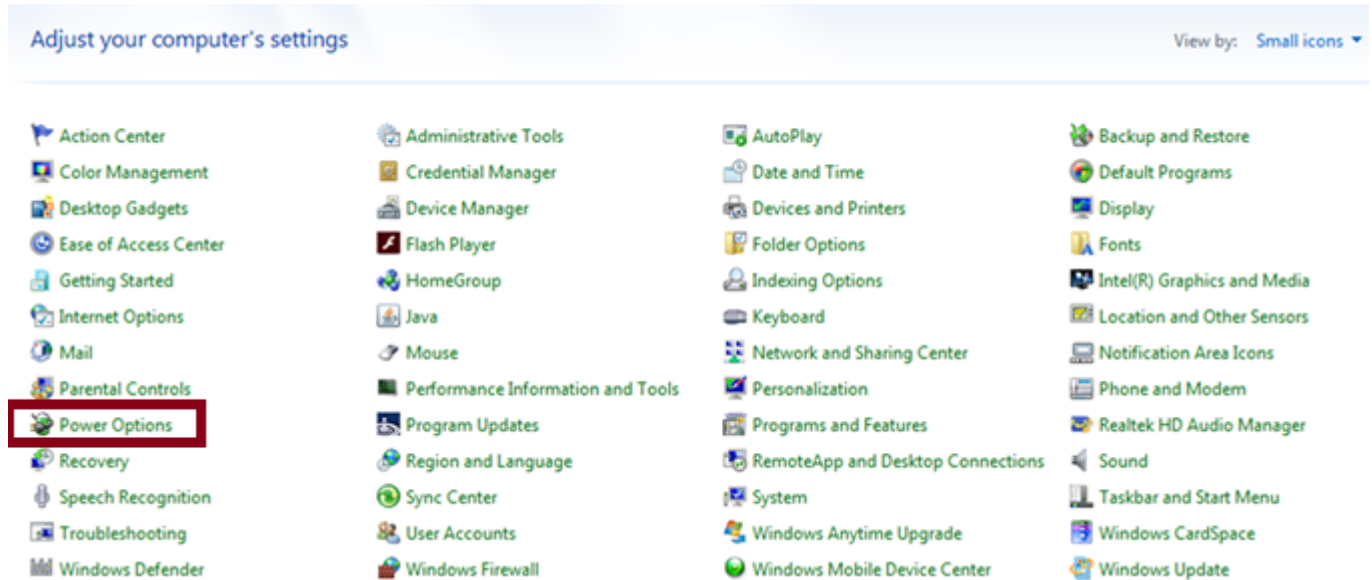 Adjust your computer's settings
View by: Small icons
Action Center Administrative Tools AutoPlay Backup and Restore
Color Management Credential Manager Date and Time Default Programs
Desktop Gadgets Device Manager Devices and Printers Display
Ease of Access Center Flash Player Folder Options Fonts
Getting Started HomeGroup Indexing Options Intel(R) Graphics and Media
Internet Options Java Keyboard Location and Other Sensors
Mail Mouse Network and Sharing Center Notification Area Icons
Parental Controls Performance Information and Tools Personalization Phone and Modem
Power Options Program Updates Programs and Features Realtek HD Audio Manager
Recovery Region and Language RemoteApp and Desktop Connections Sound
Speech Recognition Sync Center System Taskbar and Start Menu
Troubleshooting User Accounts Windows Anytime Upgrade Windows CardSpace
Windows Defender Windows Firewall Windows Mobile Device Center Windows Update